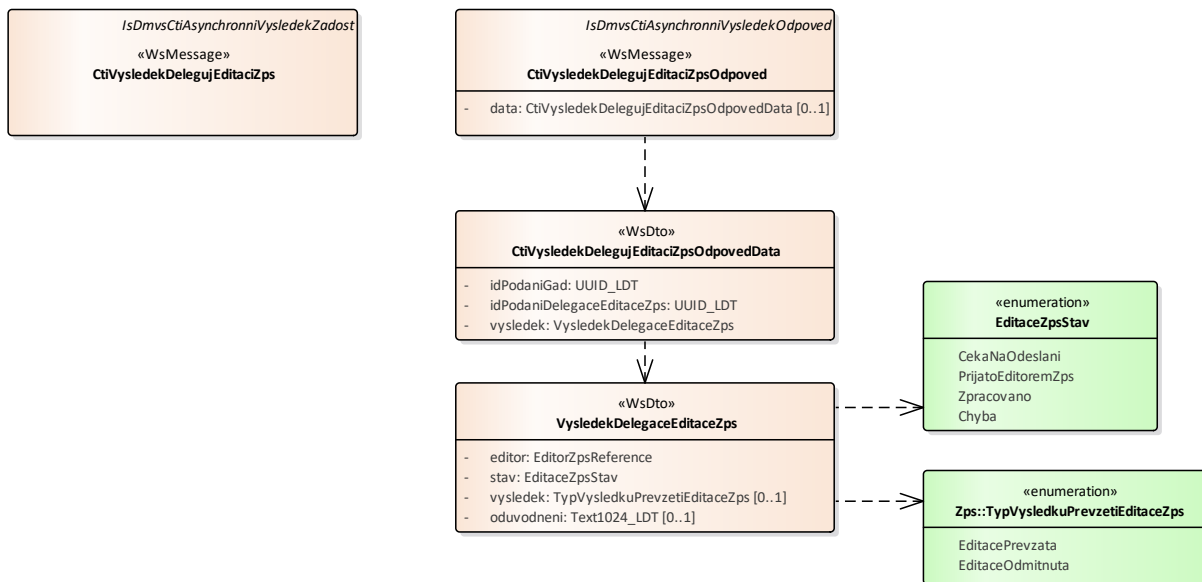 IsDmvsCtiAsynchronniVysledekZadost
«WsMessage»
CtiVysledekDelegujEditaciZps
IsDmvsCtiAsynchronniVysledekOdpoved
«WsMessage»
CtiVysledekDelegujEditaciZpsOdpoved
- data: CtiVysledekDelegujEditaciZpsOdpovedData [0..1]
«WsDto»
CtiVysledekDelegujEditaciZpsOdpovedData
- idPodaniGad: UUID_LDT
- idPodaniDelegaceEditaceZps: UUID_LDT
- vysledek: VysledekDelegaceEditaceZps
«enumeration»
EditaceZpsStav
CekaNaOdeslani
PrijatoEditoremZps
Zpracovano
Chyba
«WsDto»
VysledekDelegaceEditaceZps
- editor: EditorZpsReference
- stav: EditaceZpsStav
- vysledek: TypVysledkuPrevzetiEditaceZps [0..1]
- oduvodneni: Text1024_LDT [0..1]
«enumeration»
Zps::TypVysledkuPrevzetiEditaceZps
EditacePrevzata
EditaceOdmitnuta